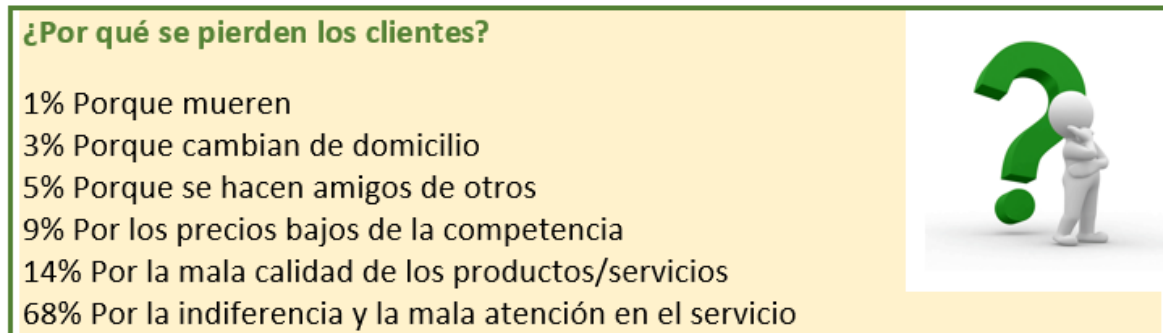 ¿Por qué se pierden los clientes?
1% Porque mueren
3% Porque cambian de domicilio
5% Porque se hacen amigos de otros
9% Por los precios bajos de la competencia
14% Por la mala calidad de los productos/servicios
68% Por la indiferencia y la mala atención en el servicio